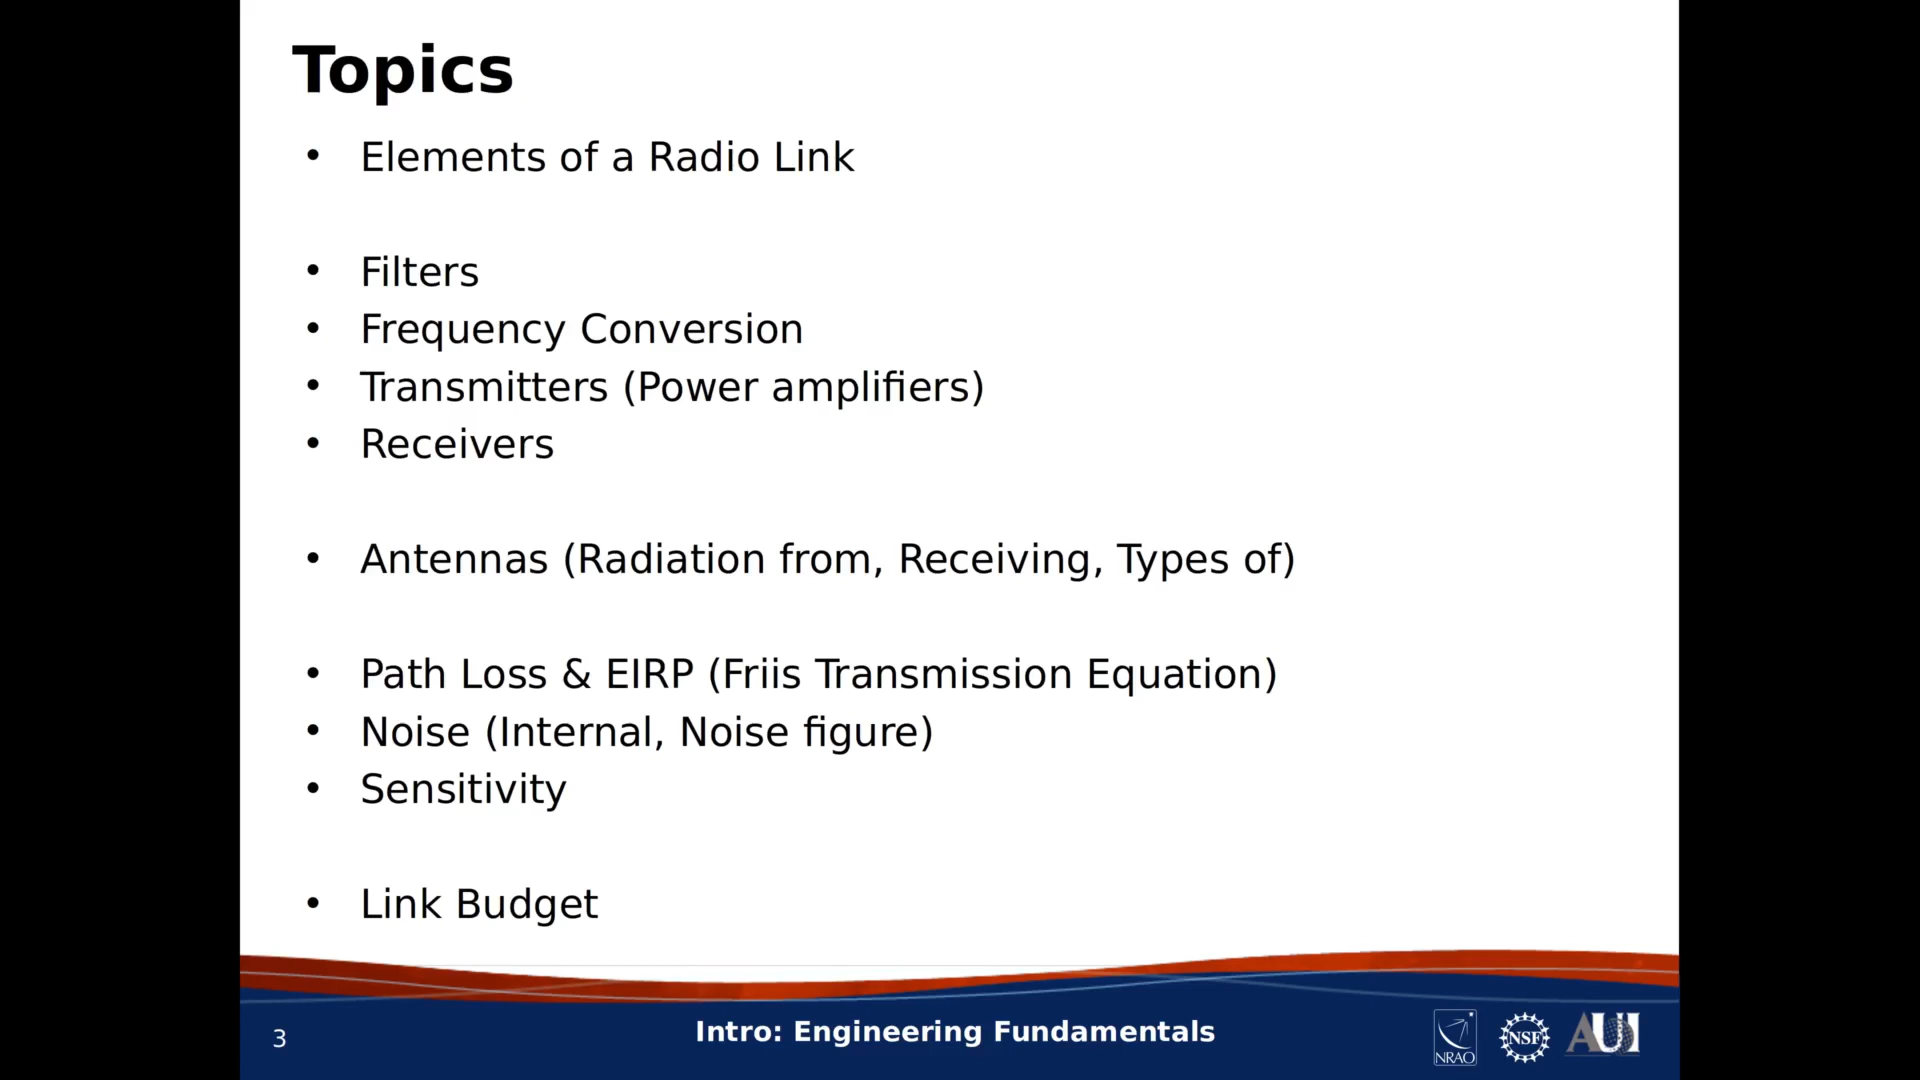 Topics
• Elements of a Radio Link
• Filters
• Frequency Conversion
• Transmitters (Power amplifiers)
• Receivers
• Antennas (Radiation from, Receiving, Types of)
• Path Loss & EIRP (Friis Transmission Equation)
• Noise (Internal, Noise figure)
• Sensitivity
• Link Budget
3
Intro: Engineering Fundamentals
NRAO
NSF
AUI